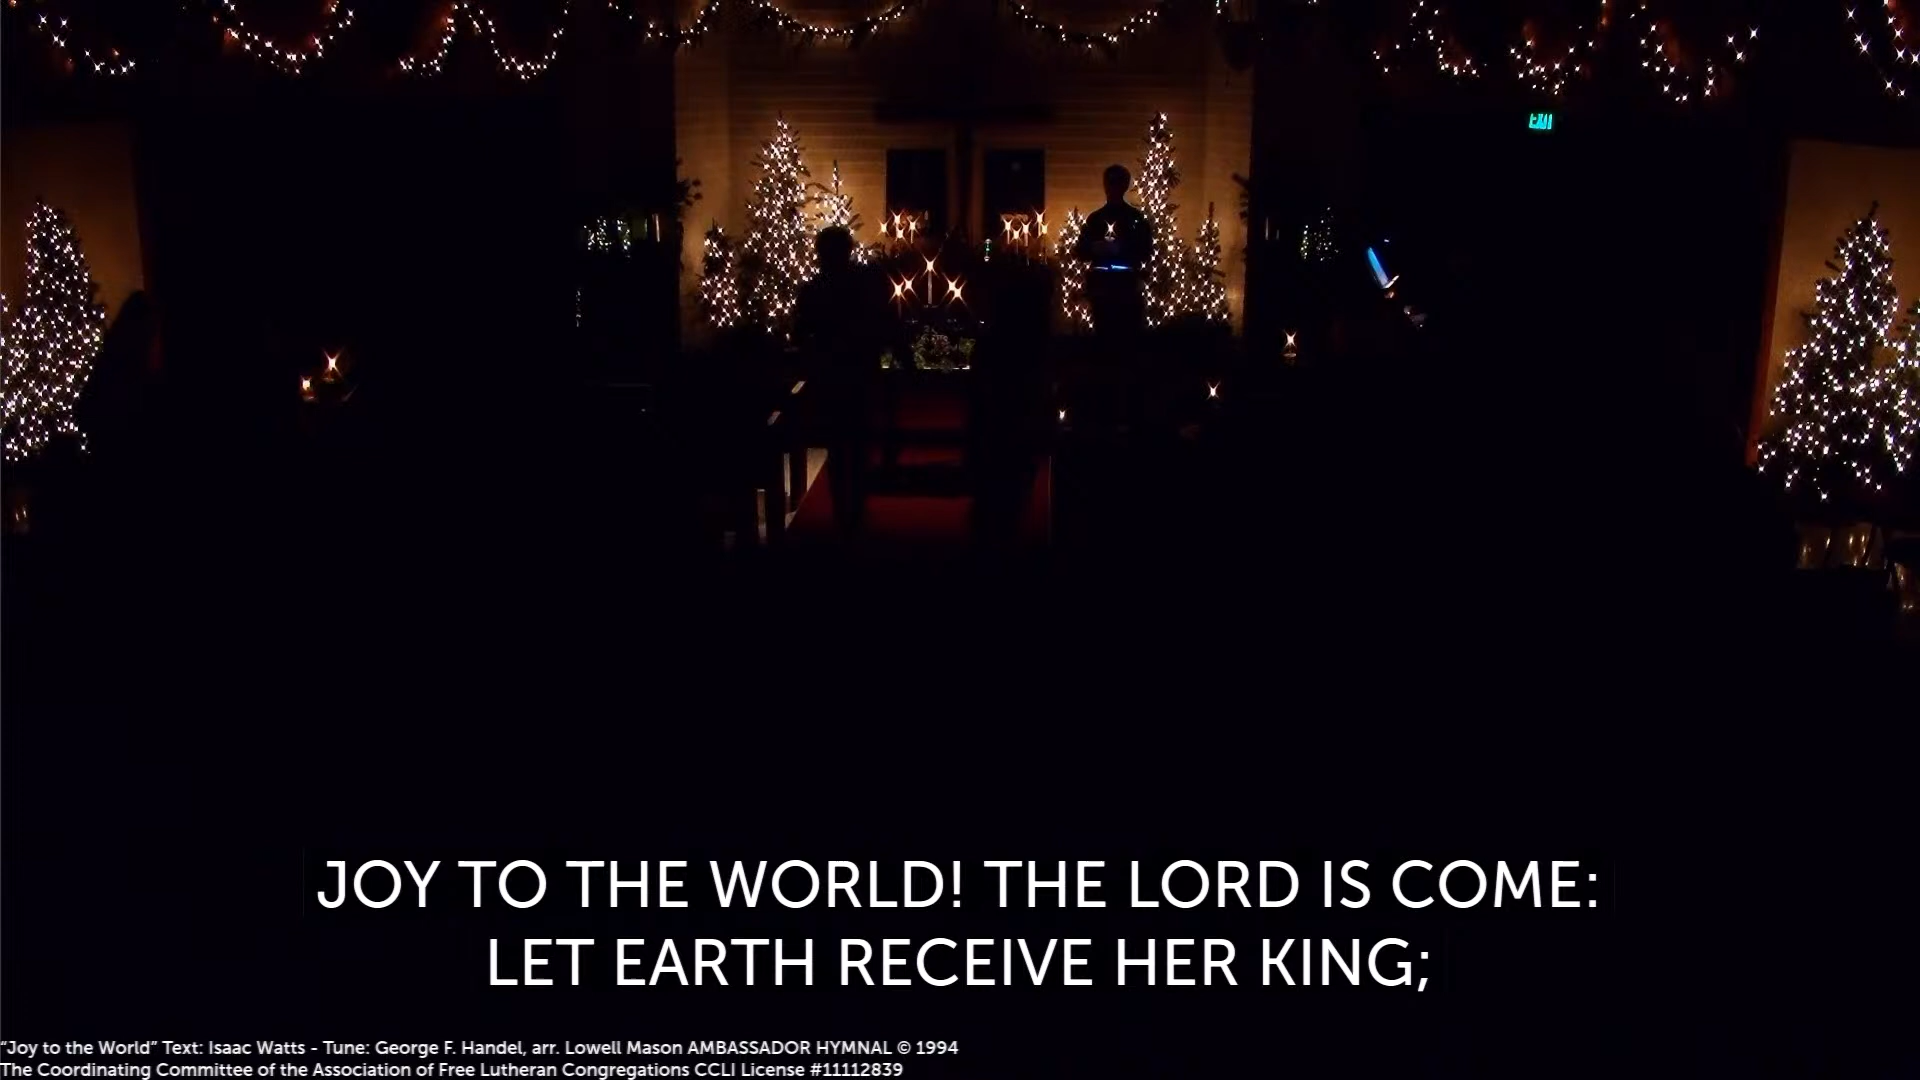 JOY TO THE WORLD! THE LORD IS COME:
LET EARTH RECEIVE HER KING;
“Joy to the World” Text: Isaac Watts - Tune: George F. Handel, arr. Lowell Mason AMBASSADOR HYMNAL © 1994
The Coordinating Committee of the Association of Free Lutheran Congregations CCLI License #11112839